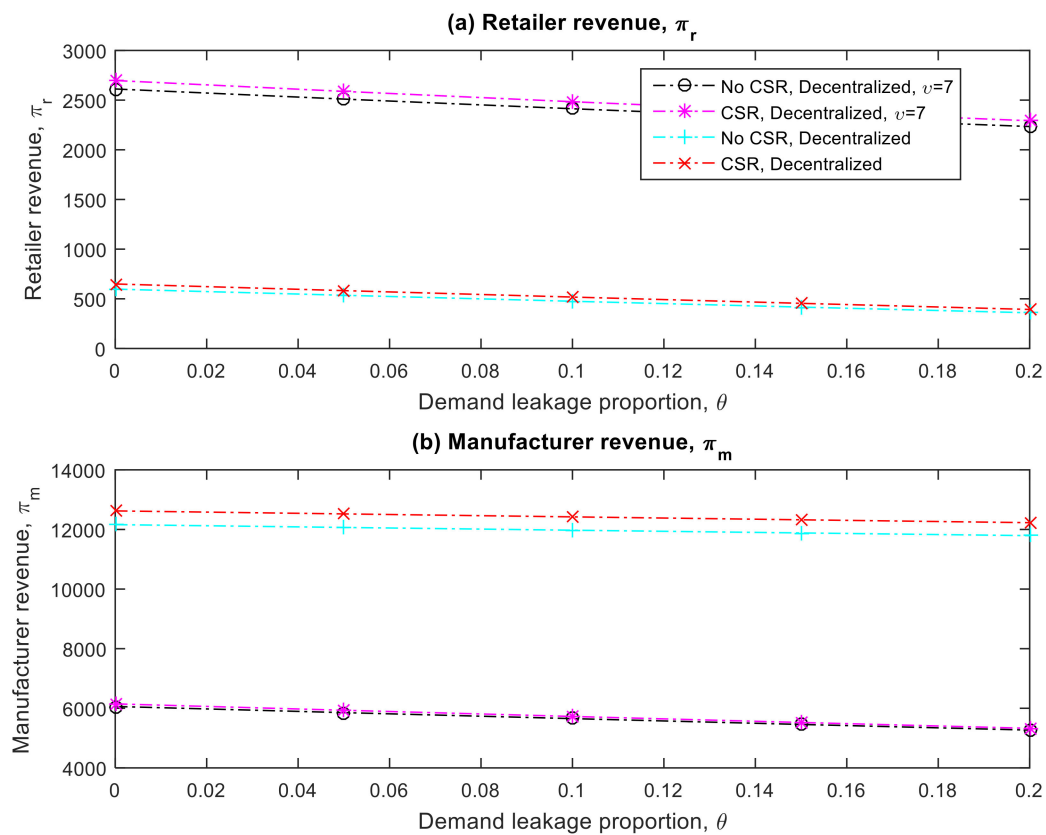 (a) Retailer revenue, π_r
3000
2500
2000
1500
1000
500
0
Retailer revenue, π_r
No CSR, Decentralized, υ=7
CSR, Decentralized, υ=7
No CSR, Decentralized
CSR, Decentralized
0 0.02 0.04 0.06 0.08 0.1 0.12 0.14 0.16 0.18 0.2
Demand leakage proportion, θ
(b) Manufacturer revenue, π_m
14000
12000
10000
8000
6000
4000
Manufacturer revenue, π_m
0 0.02 0.04 0.06 0.08 0.1 0.12 0.14 0.16 0.18 0.2
Demand leakage proportion, θ